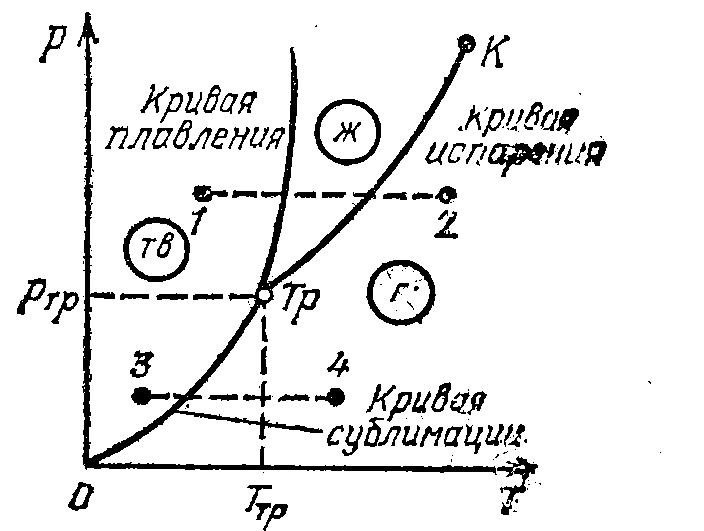 p
K
Кривая
плавления
ж
Кривая
испарения
1
2
тв
г
Pтр
Тр
3
4
Кривая
сублимации
0
Tтр
T